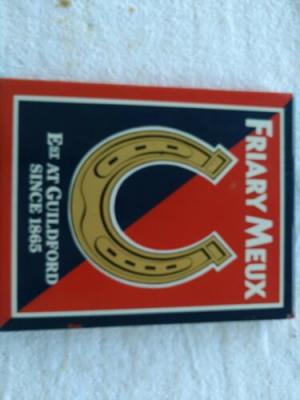 FRIARY MEUX
EST AT GUILDFORD
SINCE 1865